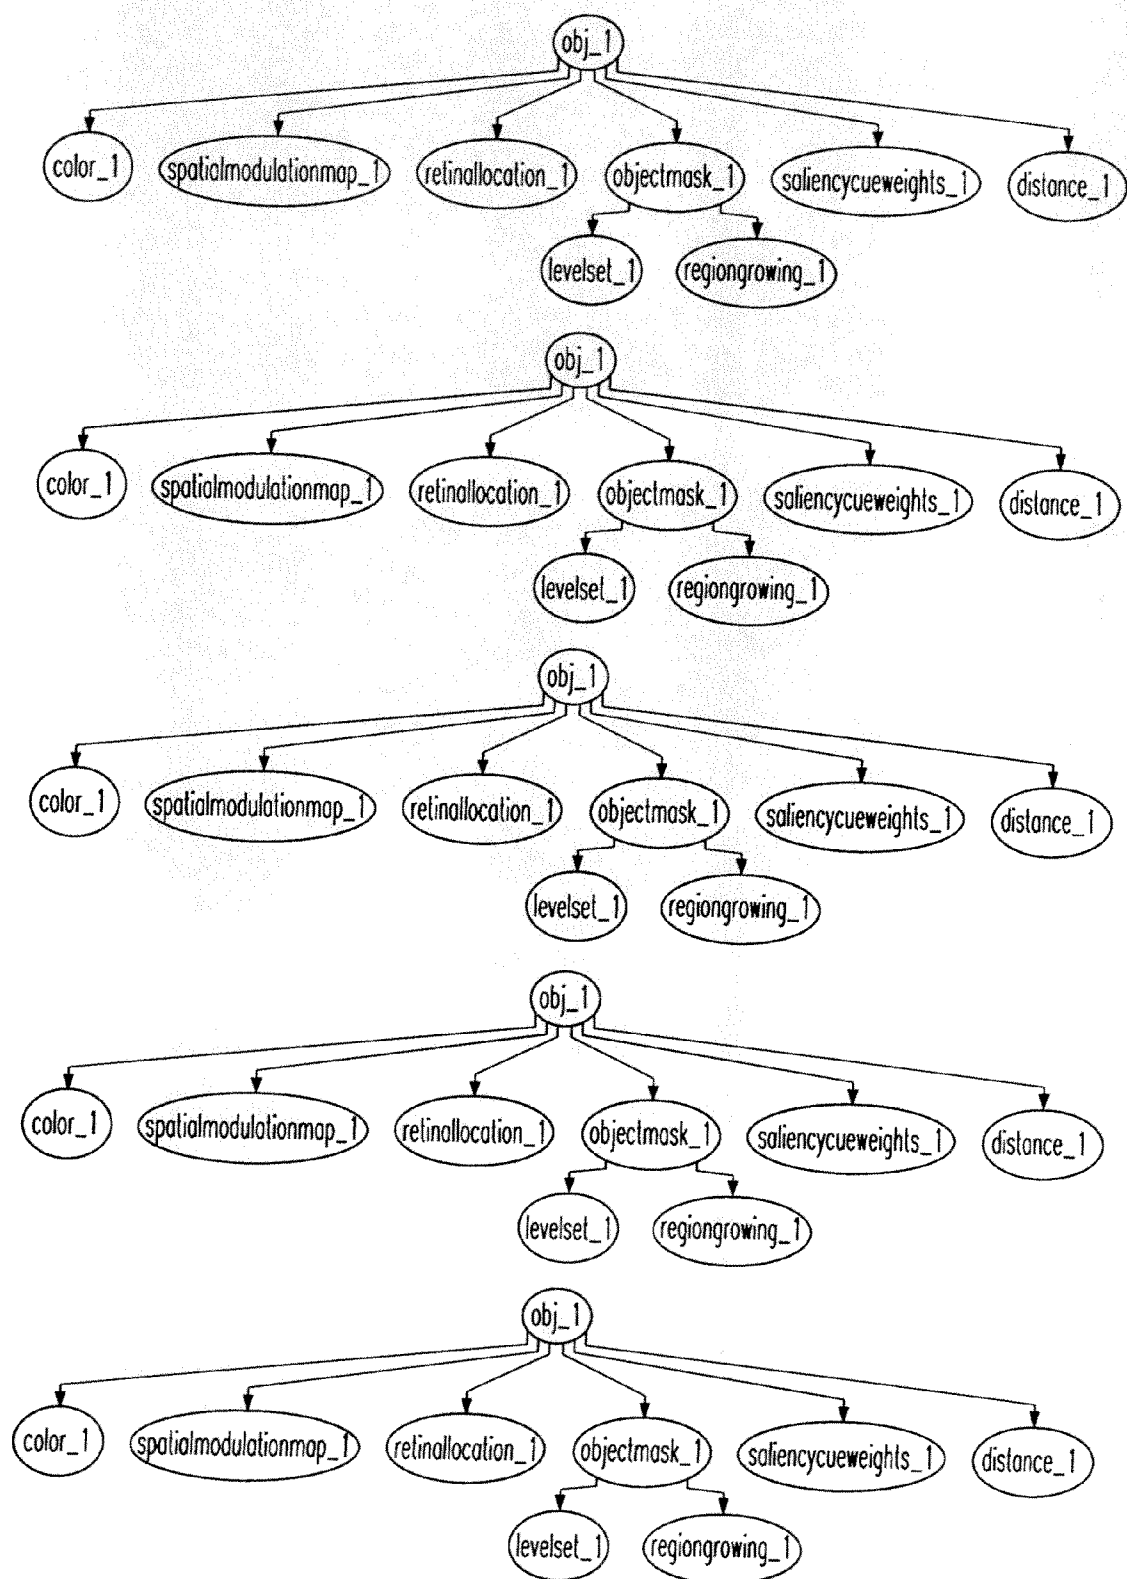 obj_1
color_1 spatialmodulationmap_1 retinallocation_1 objectmask_1 saliencycueweights_1 distance_1
levelset_1 regiongrowing_1
obj_1
color_1 spatialmodulationmap_1 retinallocation_1 objectmask_1 saliencycueweights_1 distance_1
levelset_1 regiongrowing_1
obj_1
color_1 spatialmodulationmap_1 retinallocation_1 objectmask_1 saliencycueweights_1 distance_1
levelset_1 regiongrowing_1
obj_1
color_1 spatialmodulationmap_1 retinallocation_1 objectmask_1 saliencycueweights_1 distance_1
levelset_1 regiongrowing_1
obj_1
color_1 spatialmodulationmap_1 retinallocation_1 objectmask_1 saliencycueweights_1 distance_1
levelset_1 regiongrowing_1